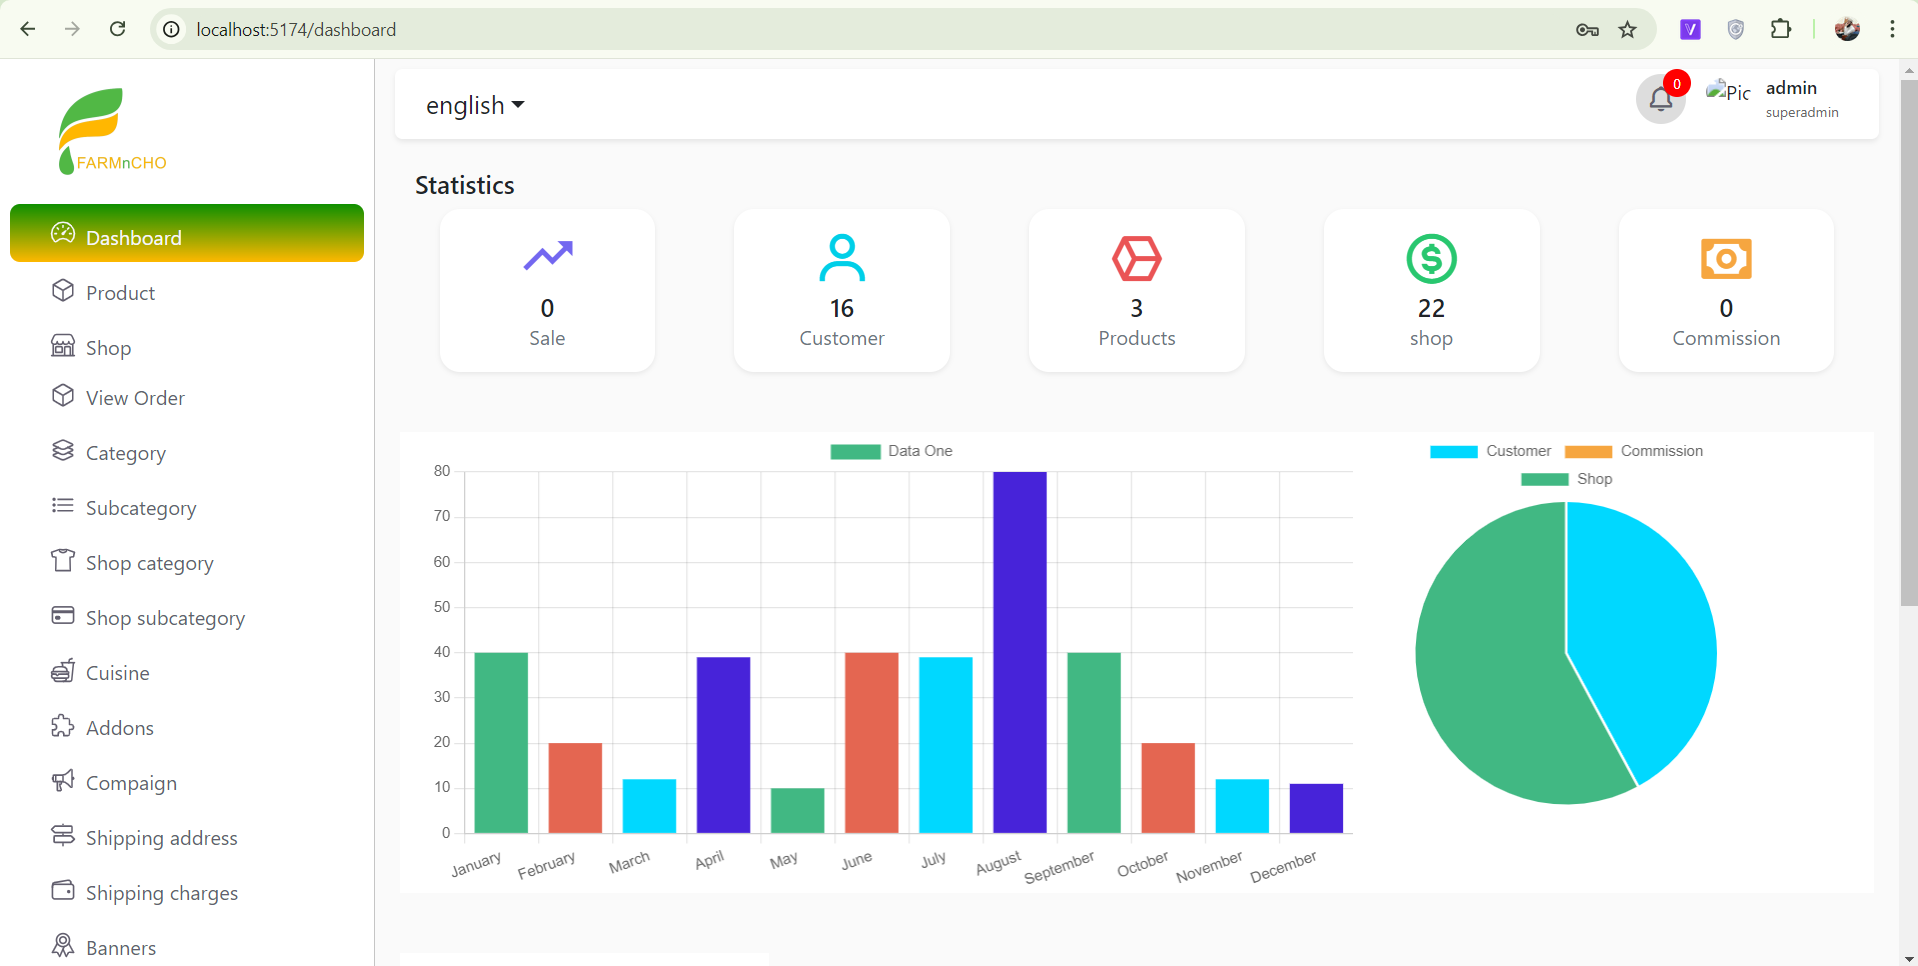 localhost:5174/dashboard
FARMnCHO
english
0
Pic
admin
superadmin
Dashboard
Product
Shop
View Order
Category
Subcategory
Shop category
Shop subcategory
Cuisine
Addons
Compaign
Shipping address
Shipping charges
Banners
Statistics
0
Sale
16
Customer
3
Products
22
shop
0
Commission
Data One
80
70
60
50
40
30
20
10
0
January February March April May June July August September October November December
Customer Commission
Shop